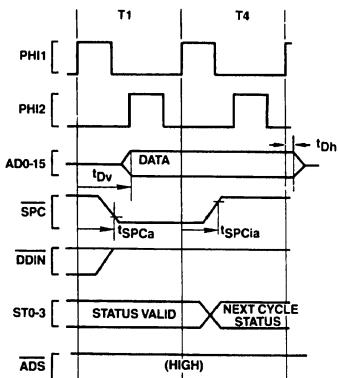 T1 T4
PHI1
PHI2
AD0-15 DATA tDh
tDv
SPC
tSPCa tSPCia
DDIN
ST0-3 STATUS VALID NEXT CYCLE
STATUS
ADS (HIGH)